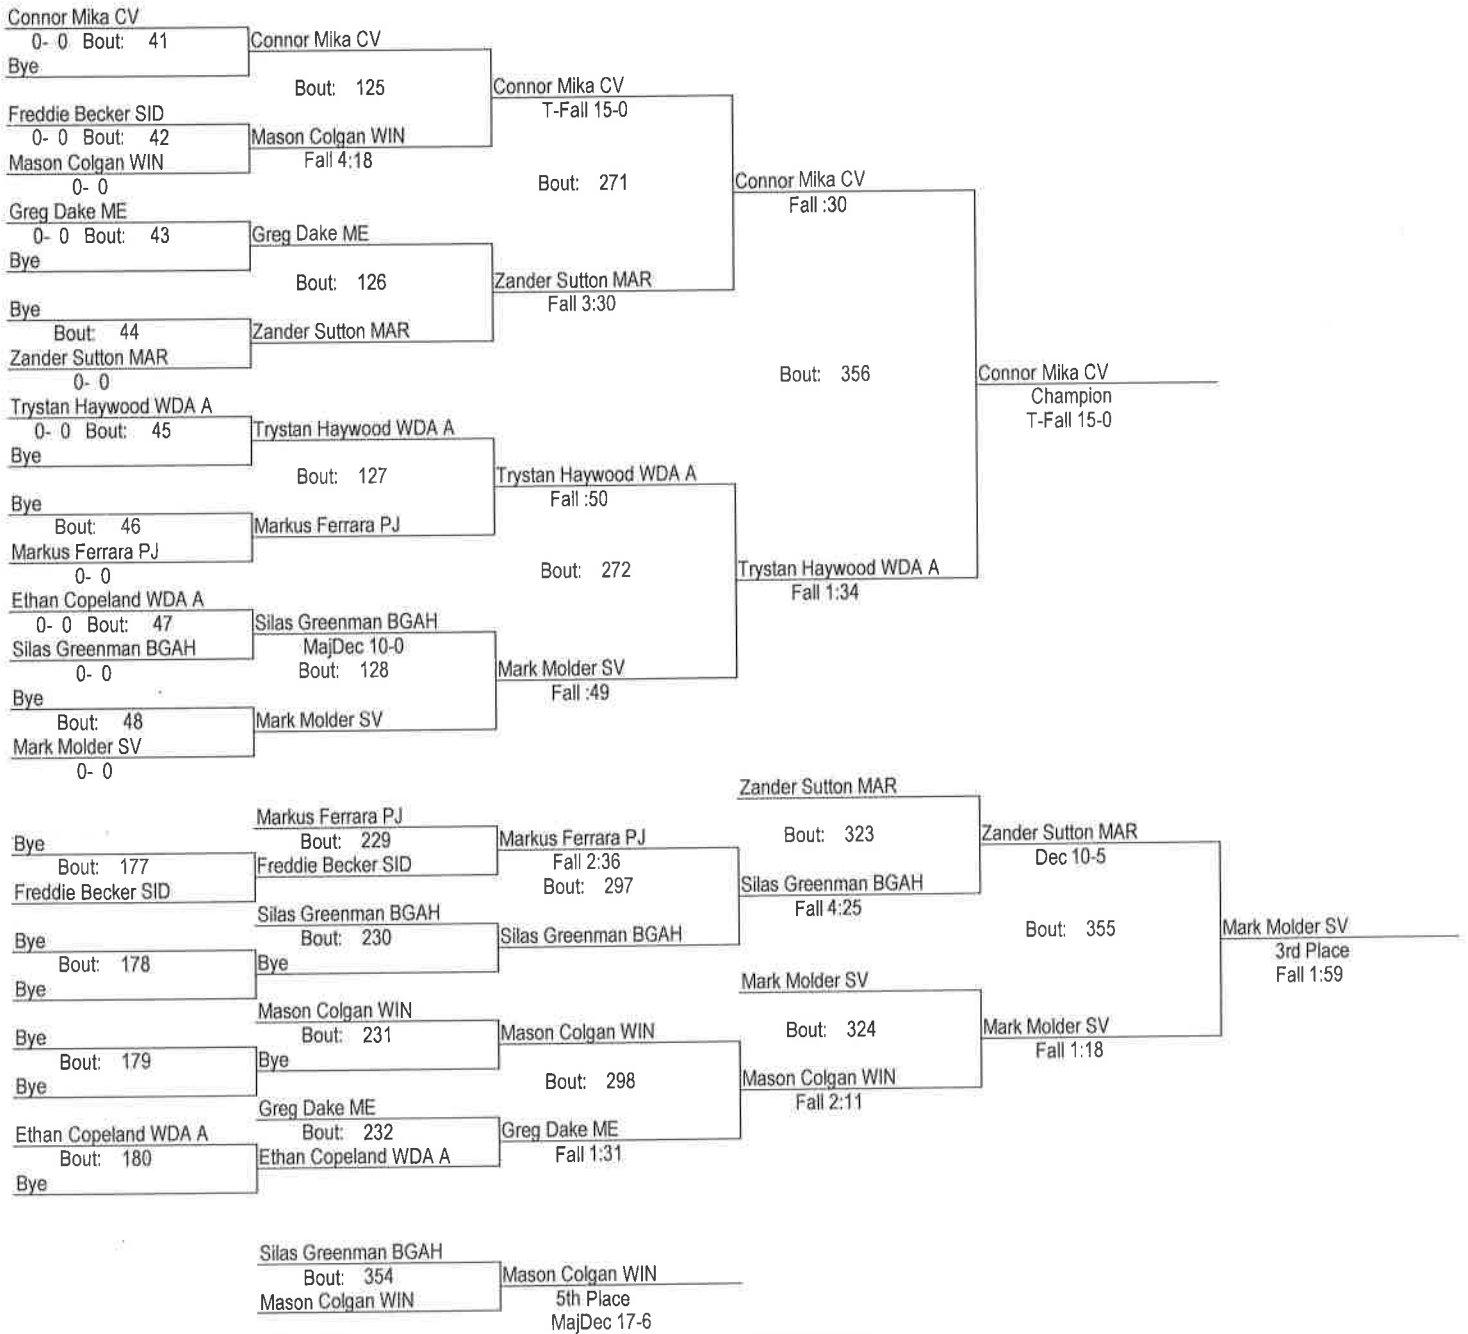 Connor Mika CV
0- 0 Bout: 41
Bye
Freddie Becker SID
0- 0 Bout: 42
Mason Colgan WIN
0- 0
Greg Dake ME
0- 0 Bout: 43
Bye
Bye
Bout: 44
Zander Sutton MAR
0- 0
Trystan Haywood WDA A
0- 0 Bout: 45
Bye
Bye
Bout: 46
Markus Ferrara PJ
0- 0
Ethan Copeland WDA A
0- 0 Bout: 47
Silas Greenman BGAH
0- 0
Bye
Bout: 48
Mark Molder SV
0- 0
Connor Mika CV
Bout: 125
Mason Colgan WIN
Fall 4:18
Greg Dake ME
Bout: 126
Zander Sutton MAR
Trystan Haywood WDA A
Bout: 127
Markus Ferrara PJ
Silas Greenman BGAH
MajDec 10-0
Bout: 128
Mark Molder SV
Connor Mika CV
T-Fall 15-0
Bout: 271
Zander Sutton MAR
Fall 3:30
Trystan Haywood WDA A
Fall :50
Bout: 272
Mark Molder SV
Fall :49
Connor Mika CV
Fall :30
Bout: 356
Trystan Haywood WDA A
Fall 1:34
Connor Mika CV
Champion
T-Fall 15-0
Bye
Bout: 177
Freddie Becker SID
Bye
Bout: 178
Bye
Bye
Bout: 179
Bye
Ethan Copeland WDA A
Bout: 180
Bye
Markus Ferrara PJ
Bout: 229
Freddie Becker SID
Silas Greenman BGAH
Bout: 230
Bye
Mason Colgan WIN
Bout: 231
Bye
Greg Dake ME
Bout: 232
Ethan Copeland WDA A
Markus Ferrara PJ
Fall 2:36
Bout: 297
Silas Greenman BGAH
Mason Colgan WIN
Bout: 298
Greg Dake ME
Fall 1:31
Zander Sutton MAR
Bout: 323
Silas Greenman BGAH
Fall 4:25
Mark Molder SV
Bout: 324
Mason Colgan WIN
Fall 2:11
Zander Sutton MAR
Dec 10-5
Bout: 355
Mark Molder SV
Fall 1:18
Mark Molder SV
3rd Place
Fall 1:59
Silas Greenman BGAH
Bout: 354
Mason Colgan WIN
Mason Colgan WIN
5th Place
MajDec 17-6